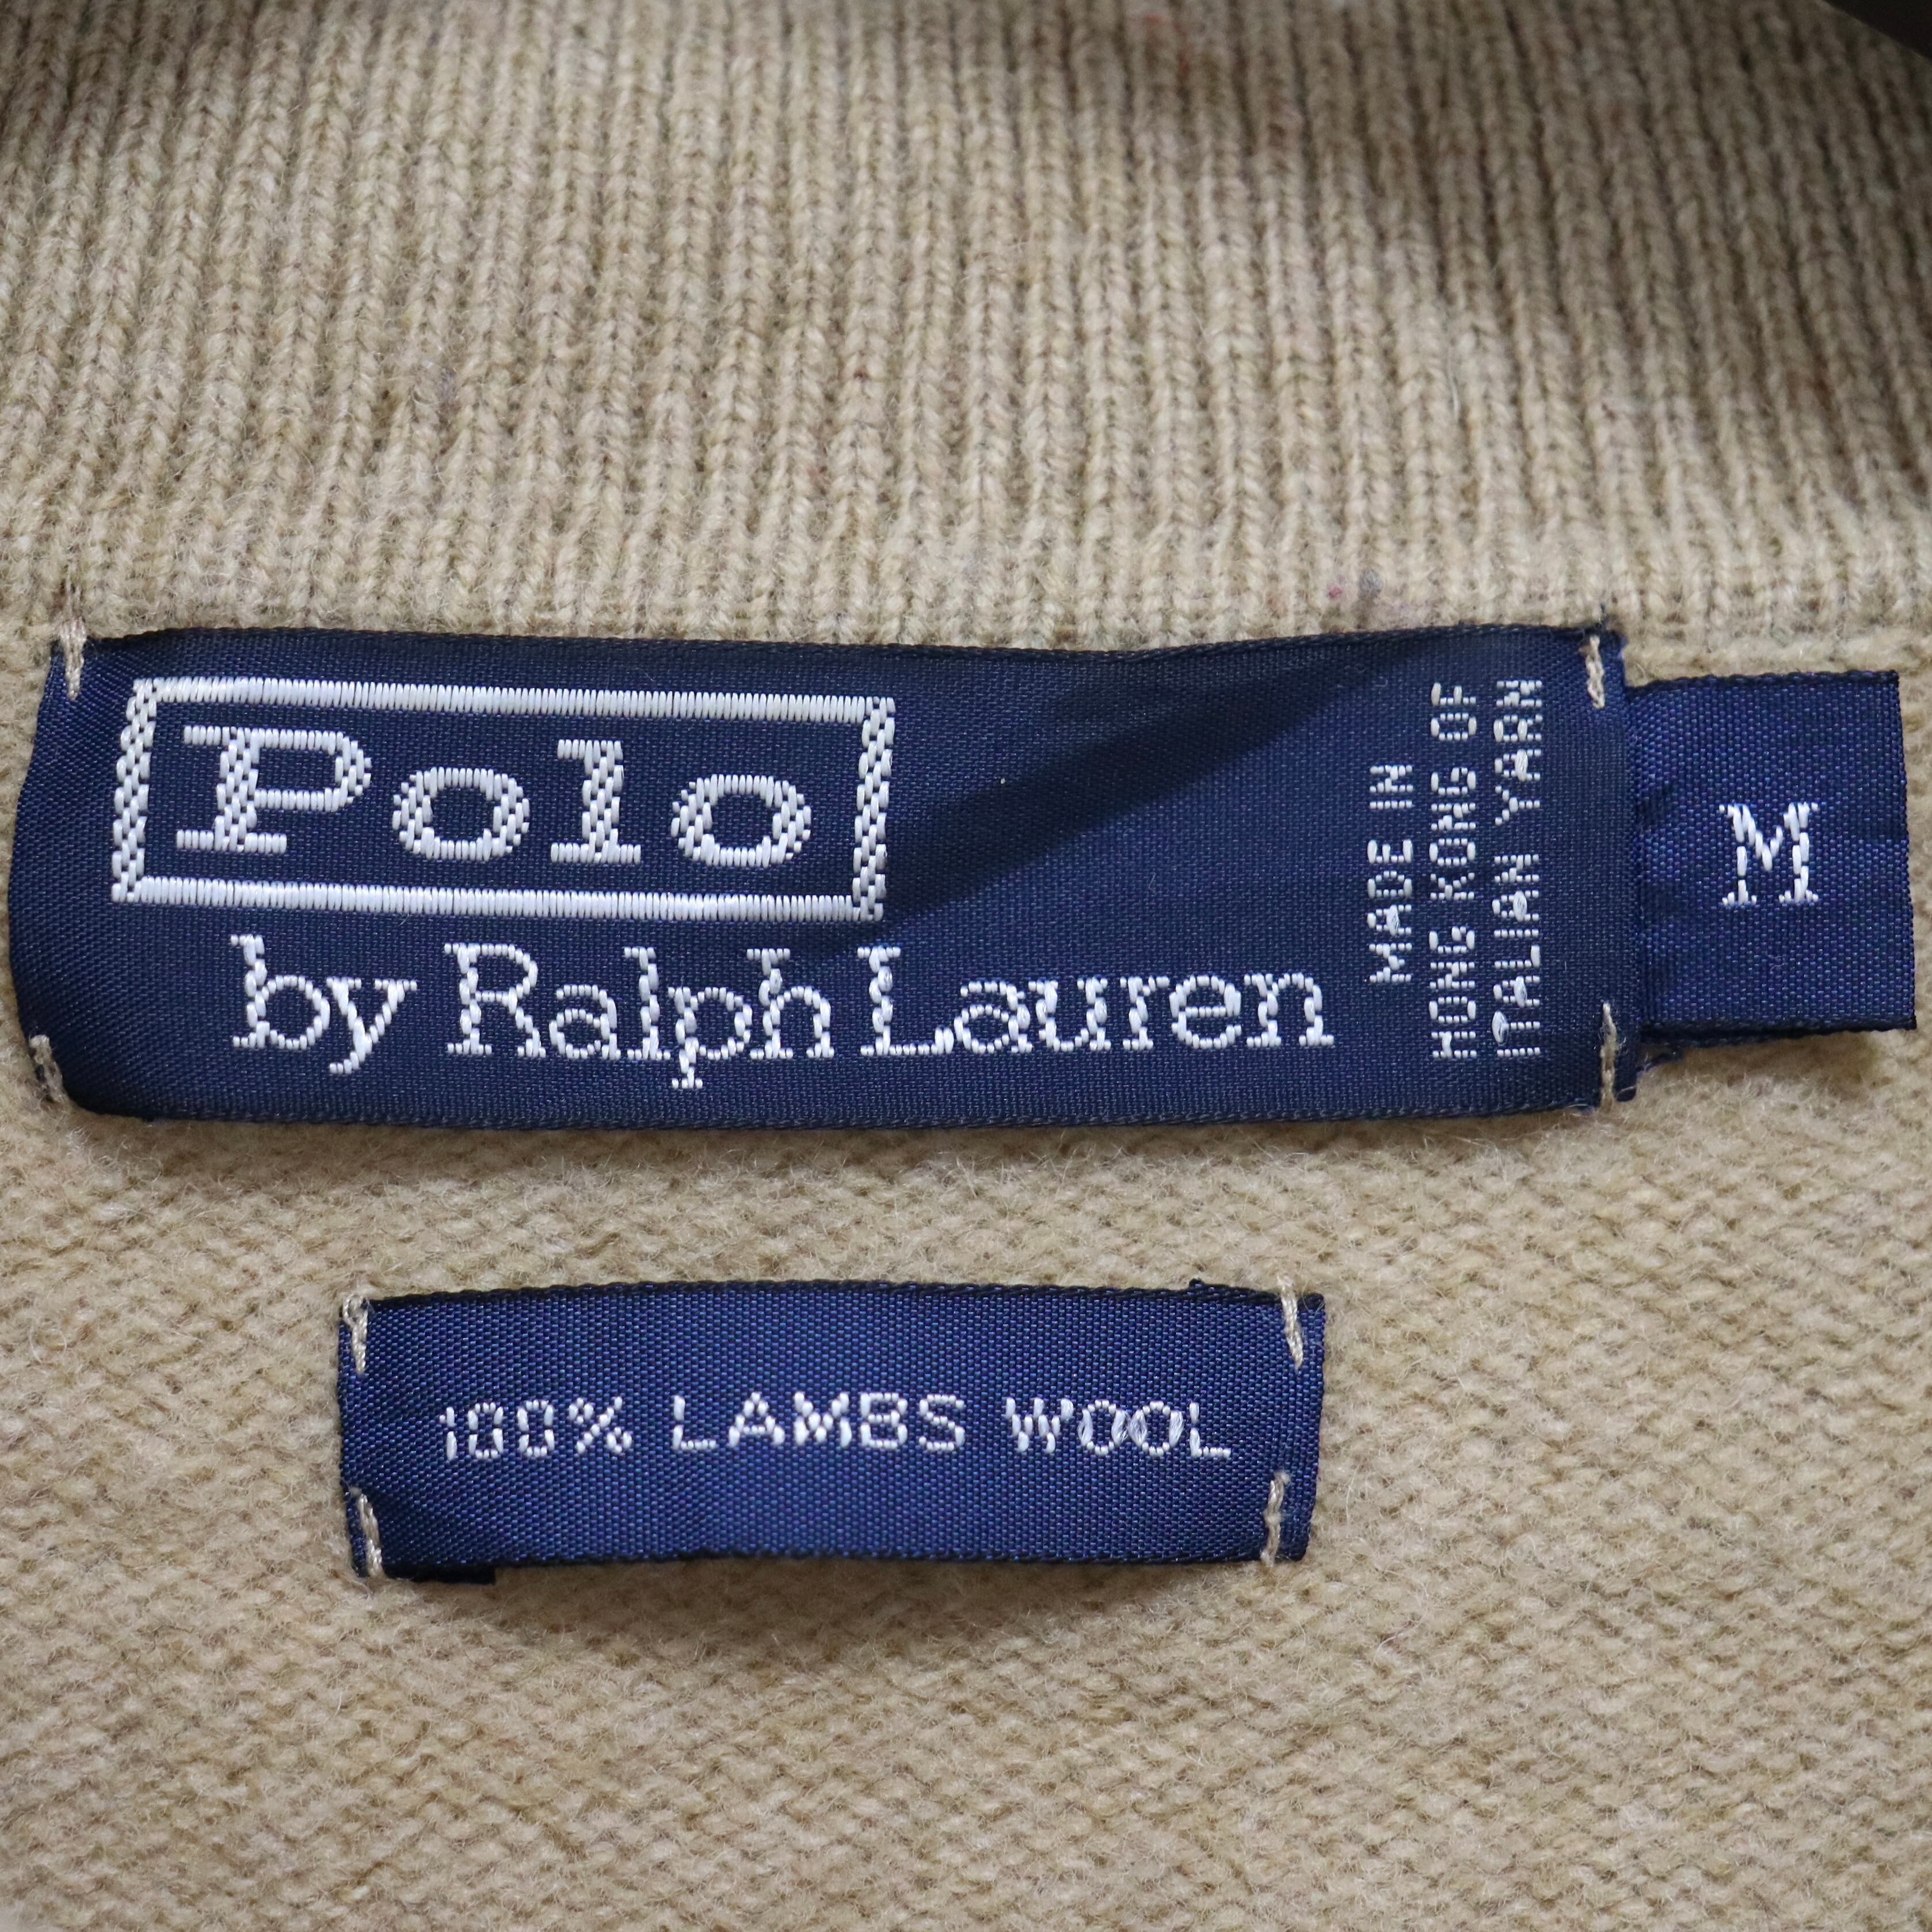 Polo
by Ralph Lauren
MADE IN
HONG KONG OF
ITALIAN YARN
M
100% LAMBS WOOL